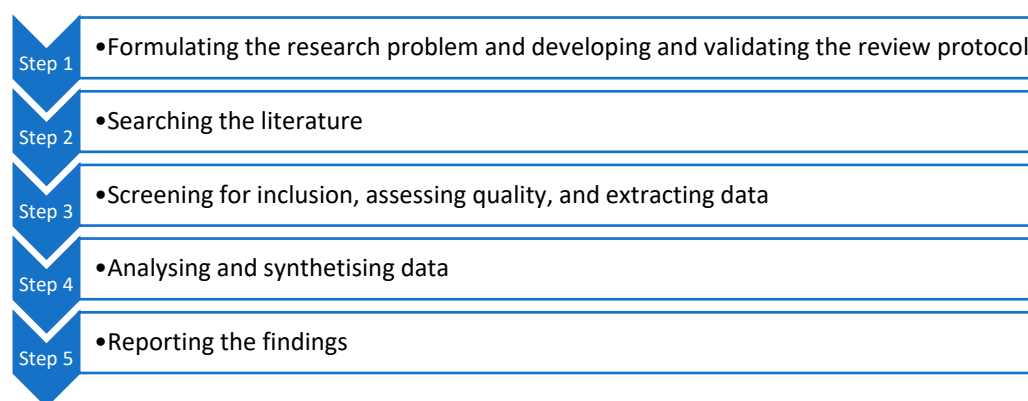 Step 1
•Formulating the research problem and developing and validating the review protocol
Step 2
•Searching the literature
Step 3
•Screening for inclusion, assessing quality, and extracting data
Step 4
•Analysing and synthetising data
Step 5
•Reporting the findings